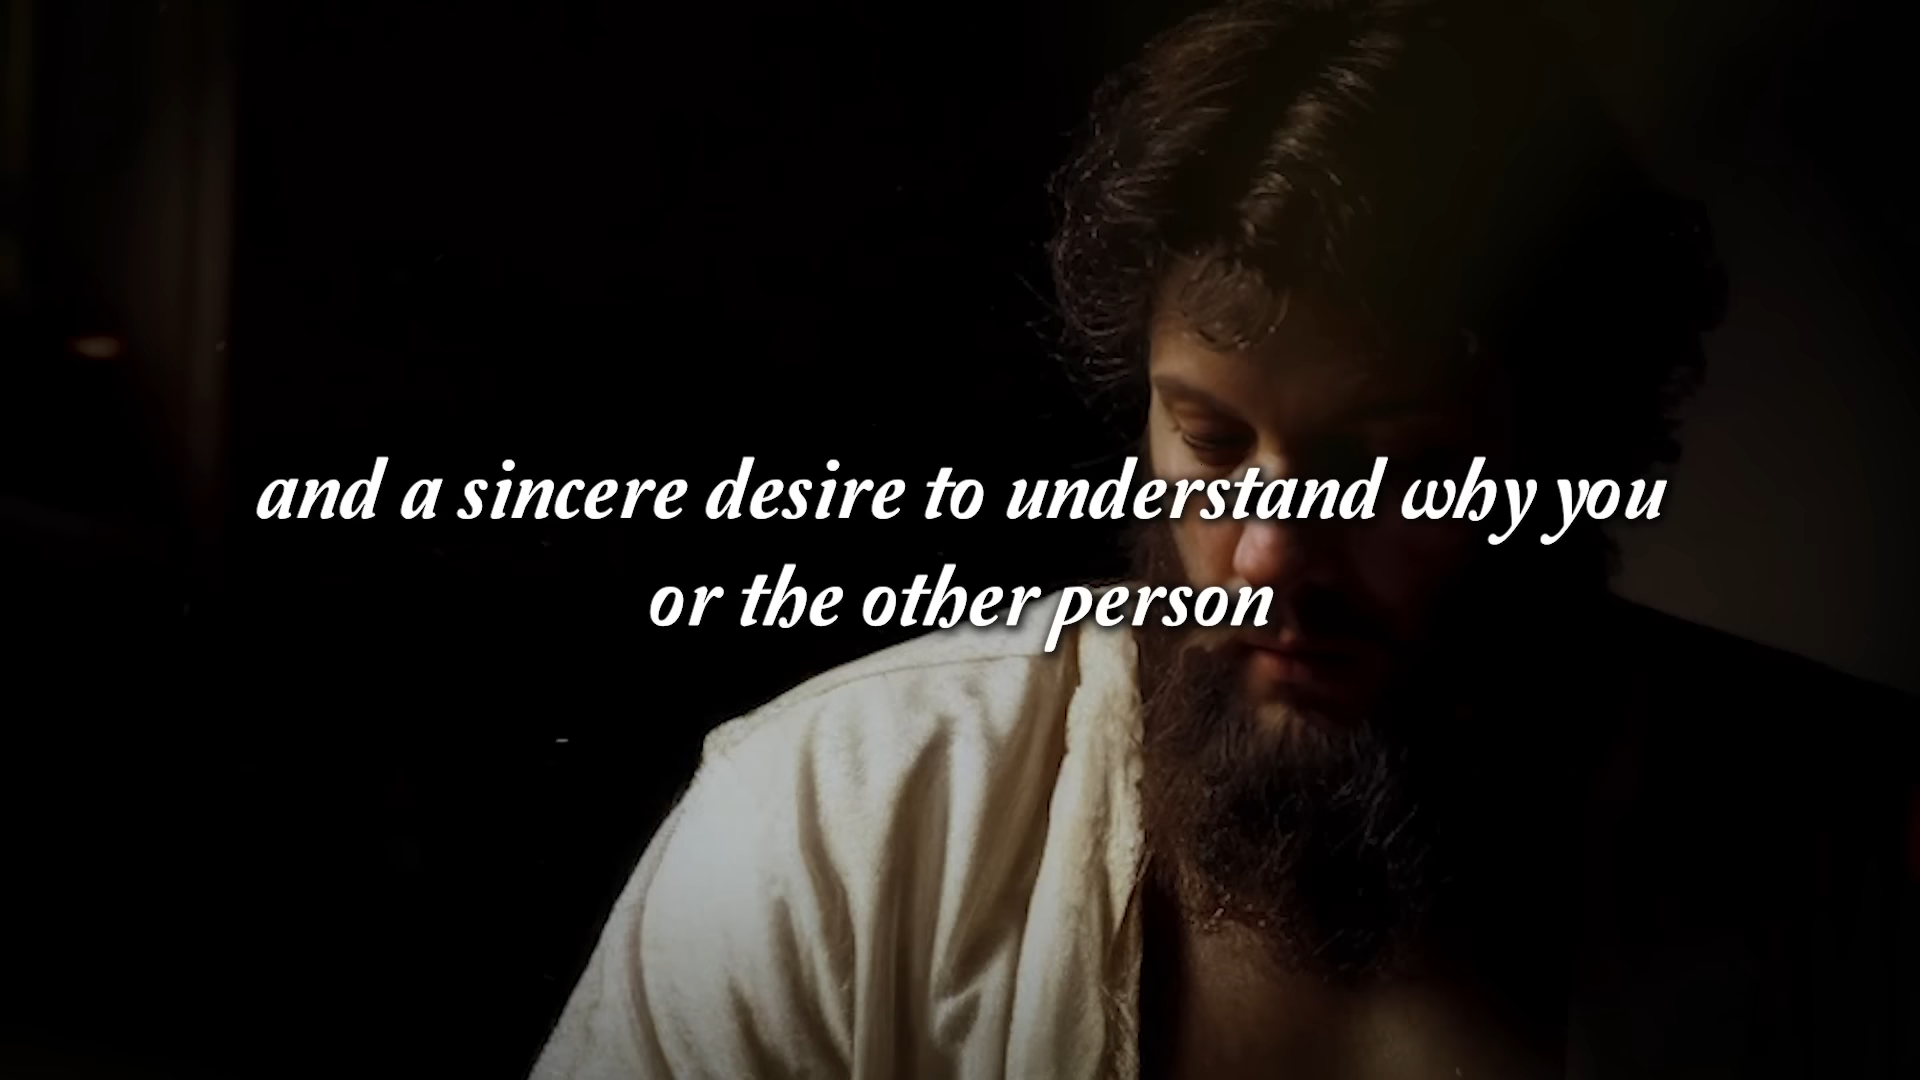 and a sincere desire to understand why you
or the other person